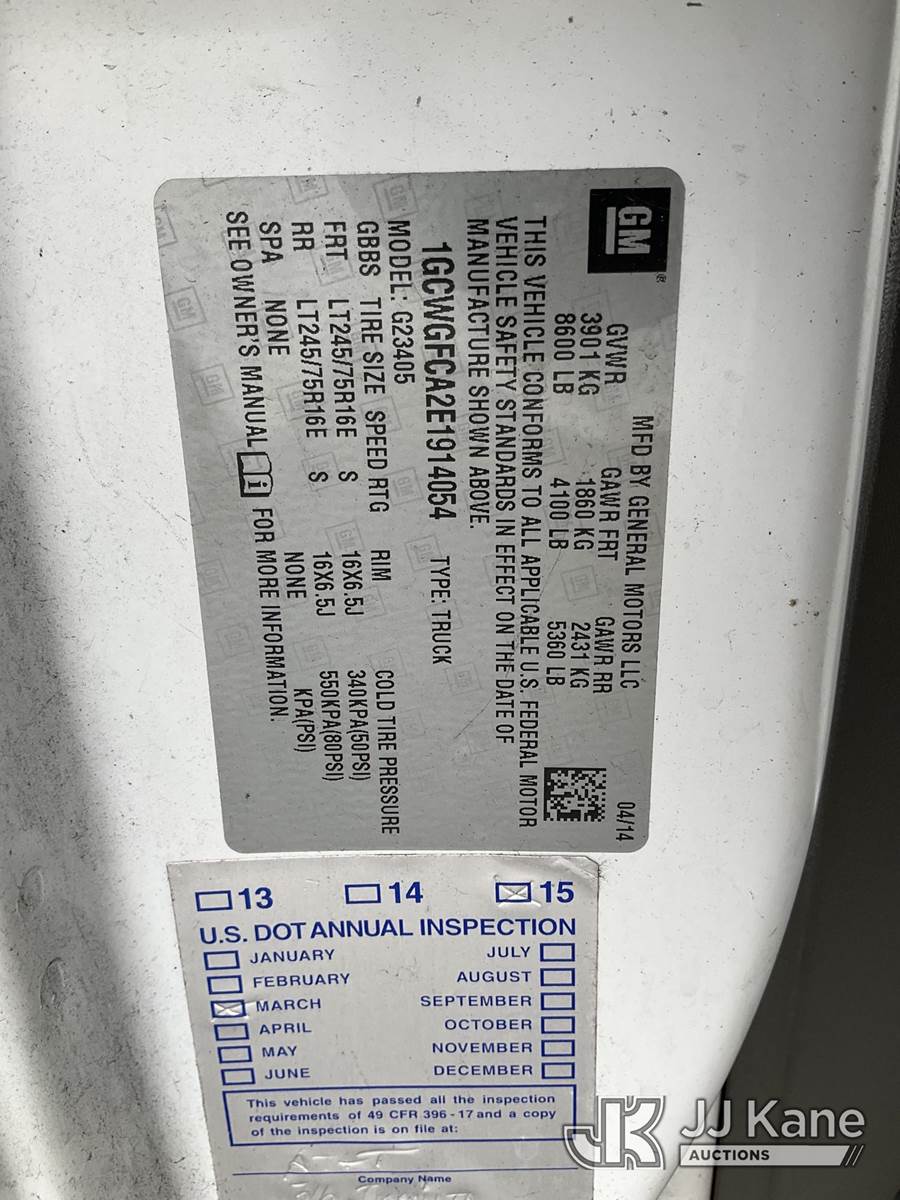 GM
MFD BY GENERAL MOTORS LLC 04/14
GVWR GAWR FRT GAWR RR
3901 KG 1860 KG 2431 KG
8600 LB 4100 LB 5360 LB
THIS VEHICLE CONFORMS TO ALL APPLICABLE U.S. FEDERAL MOTOR
VEHICLE SAFETY STANDARDS IN EFFECT ON THE DATE OF
MANUFACTURE SHOWN ABOVE.
1GCWGFCA2E1914054 TYPE: TRUCK
MODEL: G23405
GBBS TIRE SIZE SPEED RTG RIM COLD TIRE PRESSURE
FRT LT245/75R16E S 16X6.5J 340KPA(50PSI)
RR LT245/75R16E S 16X6.5J 550KPA(80PSI)
SPA NONE NONE KPA(PSI)
SEE OWNER'S MANUAL FOR MORE INFORMATION.
13 14 15
U.S. DOT ANNUAL INSPECTION
JANUARY JULY
FEBRUARY AUGUST
MARCH SEPTEMBER
APRIL OCTOBER
MAY NOVEMBER
JUNE DECEMBER
This vehicle has passed all the inspection
requirements of 49 CFR 396-17 and a copy
of the inspection is on file at:
Company Name
JK JJ Kane
AUCTIONS